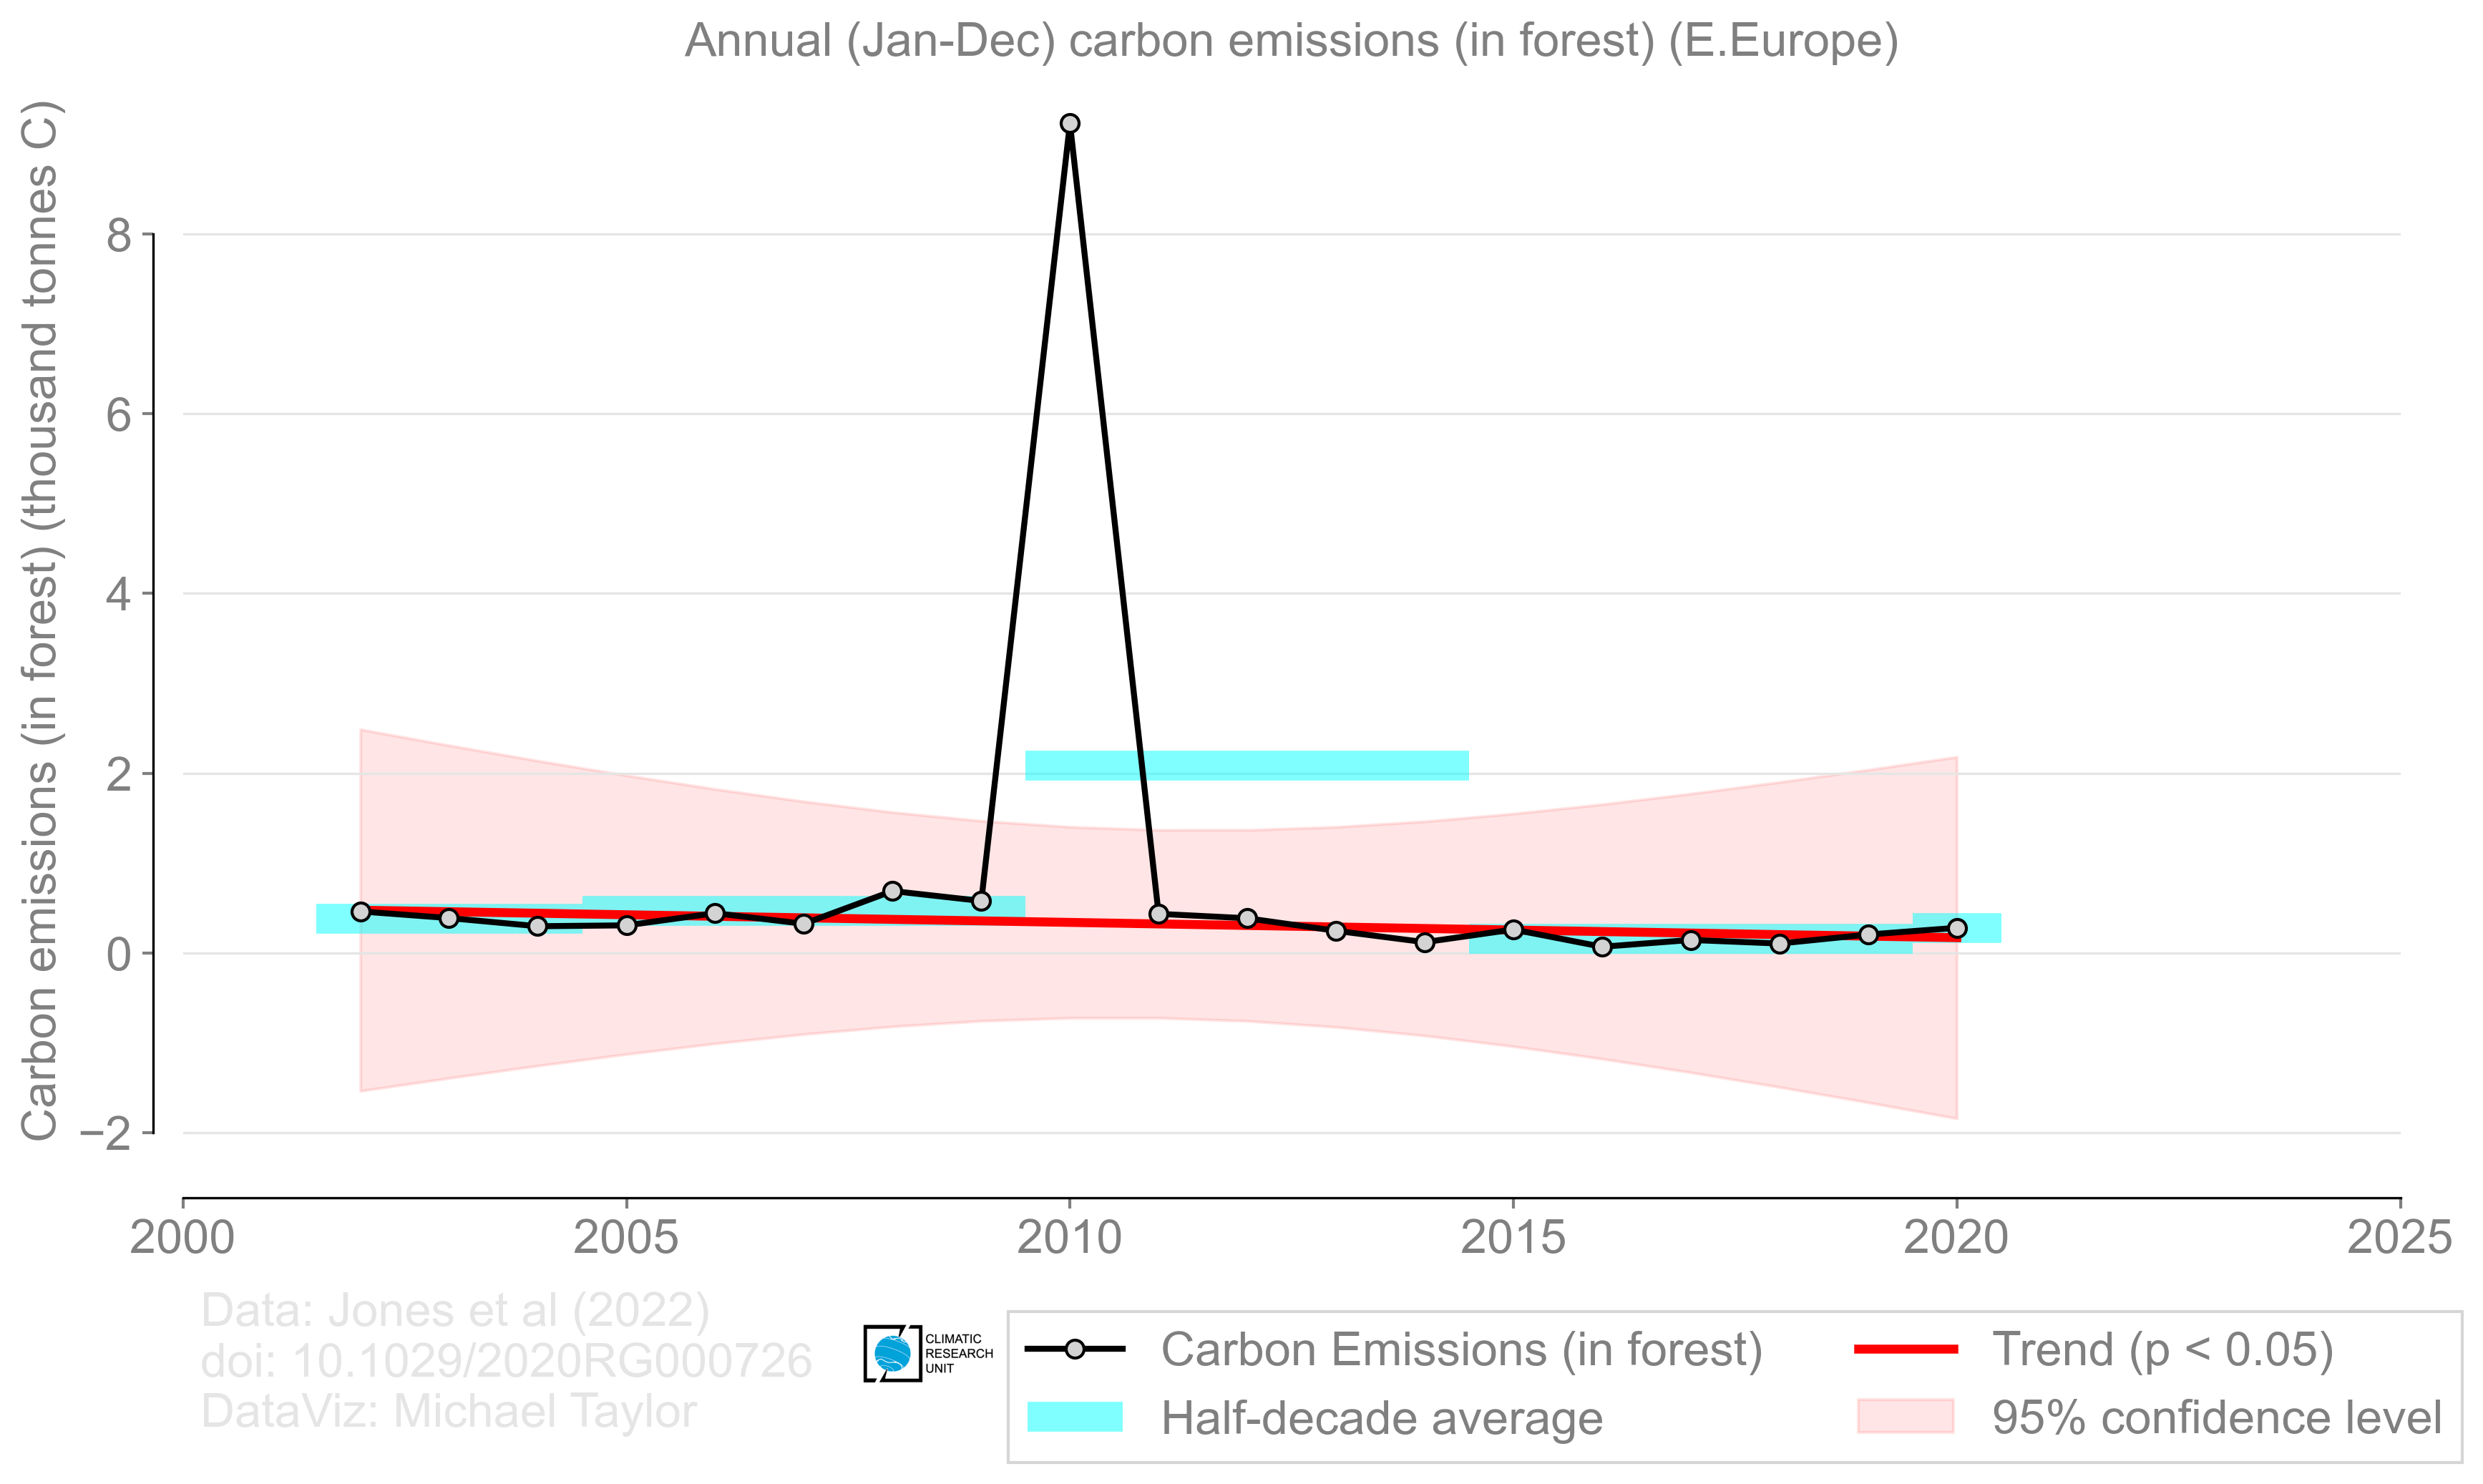 Annual (Jan-Dec) carbon emissions (in forest) (E.Europe)
Carbon emissions (in forest) (thousand tonnes C)
8
6
4
2
0
−2
2000 2005 2010 2015 2020 2025
Data: Jones et al (2022)
doi: 10.1029/2020RG000726
DataViz: Michael Taylor
CLIMATIC
RESEARCH
UNIT
Carbon Emissions (in forest)
Half-decade average
Trend (p < 0.05)
95% confidence level